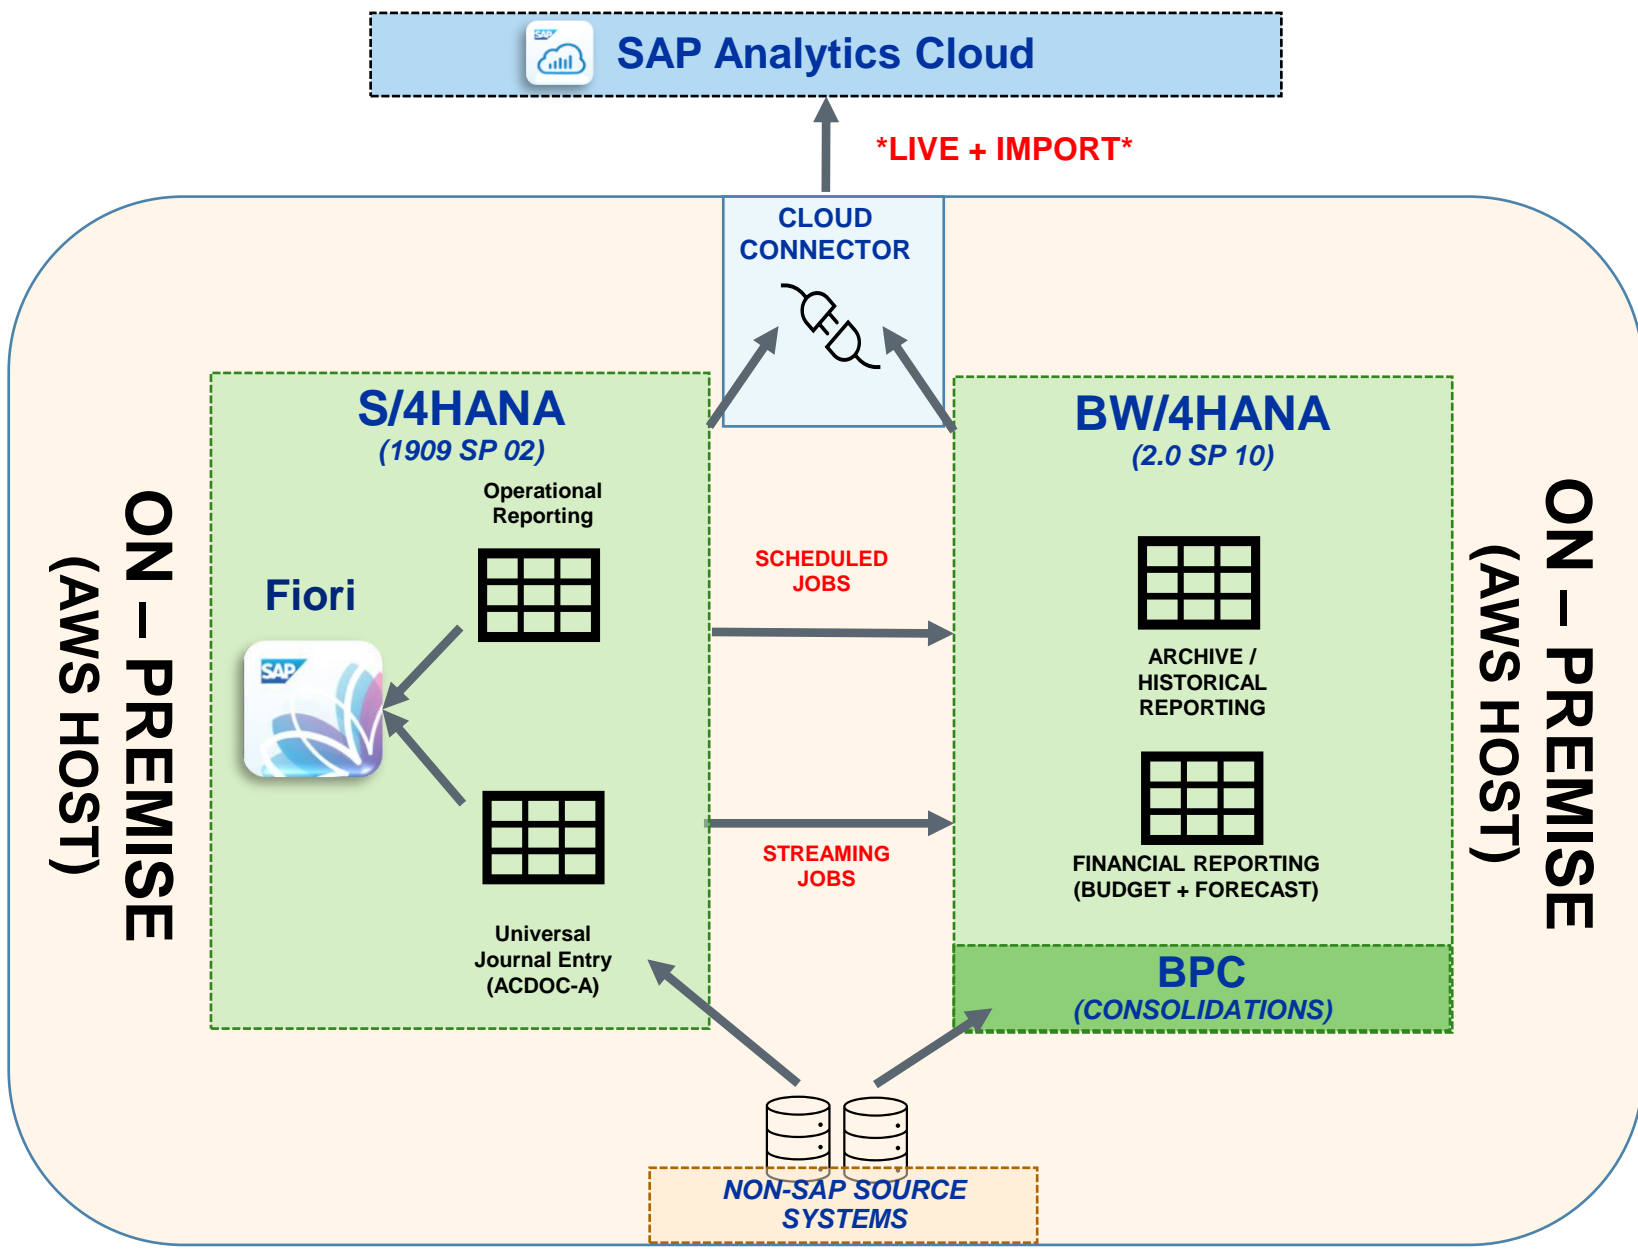 SAP
SAP Analytics Cloud
*LIVE + IMPORT*
CLOUD
CONNECTOR
S/4HANA
(1909 SP 02)
Operational
Reporting
Fiori
SAP
Universal
Journal Entry
(ACDOC-A)
SCHEDULED
JOBS
STREAMING
JOBS
BW/4HANA
(2.0 SP 10)
ARCHIVE /
HISTORICAL
REPORTING
FINANCIAL REPORTING
(BUDGET + FORECAST)
BPC
(CONSOLIDATIONS)
ON – PREMISE
(AWS HOST)
ON – PREMISE
(AWS HOST)
NON-SAP SOURCE
SYSTEMS